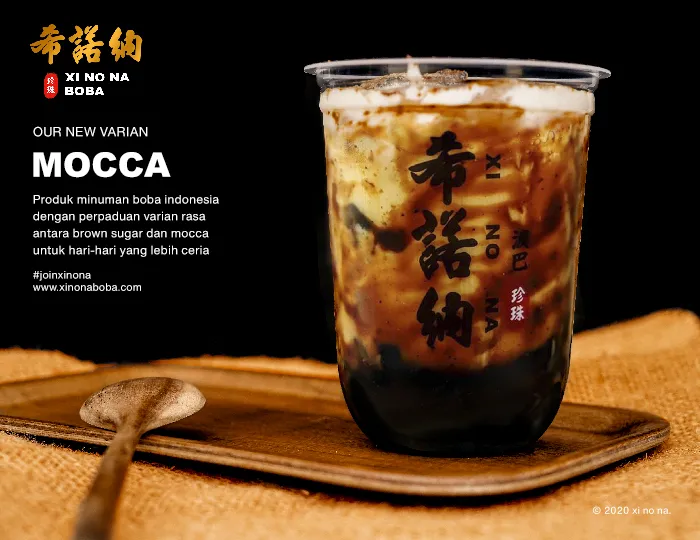 希諾納
珍珠
XI NO NA
BOBA
OUR NEW VARIAN
MOCCA
Produk minuman boba indonesia
dengan perpaduan varian rasa
antara brown sugar dan mocca
untuk hari-hari yang lebih ceria
#joinxinona
www.xinonaboba.com
希諾納
XI NO NA
波巴
珍珠
© 2020 xi no na.